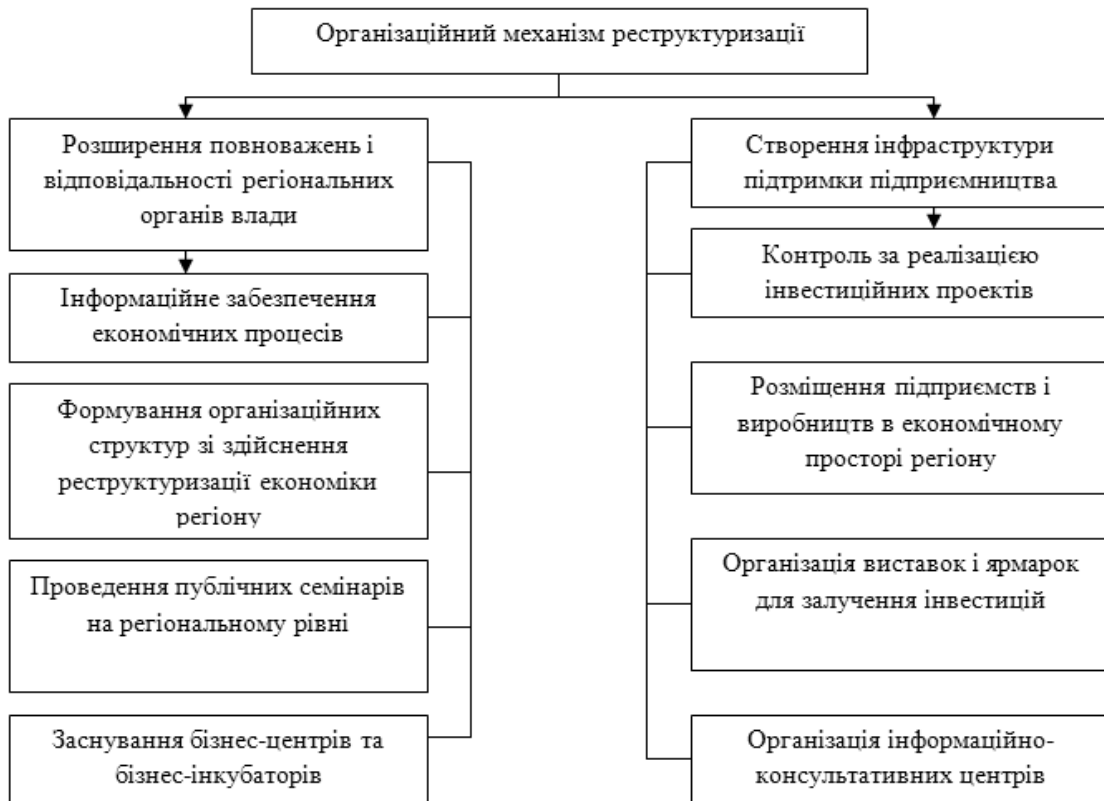 Організаційний механізм реструктуризації
Розширення повноважень і
відповідальності регіональних
органів влади
Інформаційне забезпечення
економічних процесів
Формування організаційних
структур зі здійснення
реструктуризації економіки
регіону
Проведення публічних семінарів
на регіональному рівні
Заснування бізнес-центрів та
бізнес-інкубаторів
Створення інфраструктури
підтримки підприємництва
Контроль за реалізацією
інвестиційних проектів
Розміщення підприємств і
виробництв в економічному
просторі регіону
Організація виставок і ярмарок
для залучення інвестицій
Організація інформаційно-
консультативних центрів